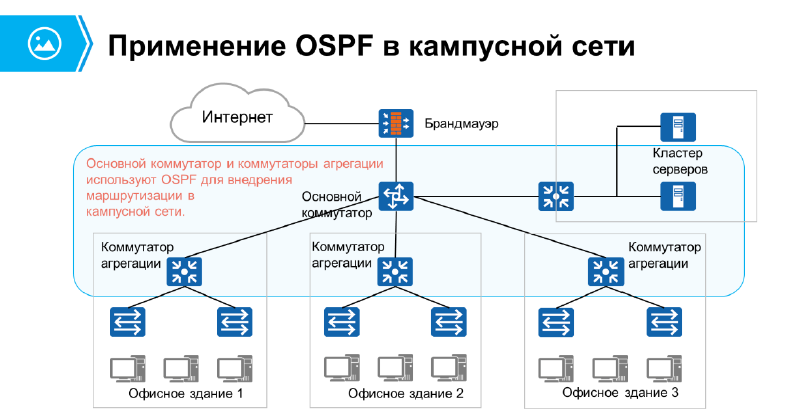 Применение OSPF в кампусной сети
Интернет
Брандмауэр
Кластер
серверов
Основной коммутатор и коммутаторы агрегации
используют OSPF для внедрения
маршрутизации в
кампусной сети.
Основной
коммутатор
Коммутатор
агрегации
Коммутатор
агрегации
Коммутатор
агрегации
Офисное здание 1
Офисное здание 2
Офисное здание 3